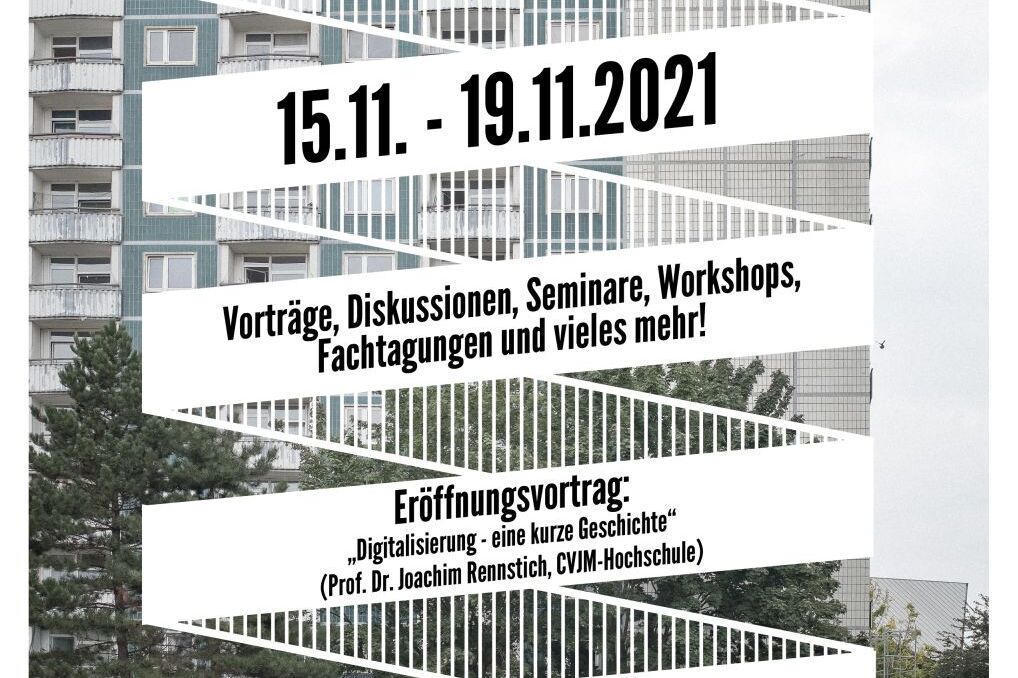 15.11. - 19.11.2021
Vorträge, Diskussionen, Seminare, Workshops,
Fachtagungen und vieles mehr!
Eröffnungsvortrag:
„Digitalisierung - eine kurze Geschichte“
(Prof. Dr. Joachim Rennstich, CVJM-Hochschule)